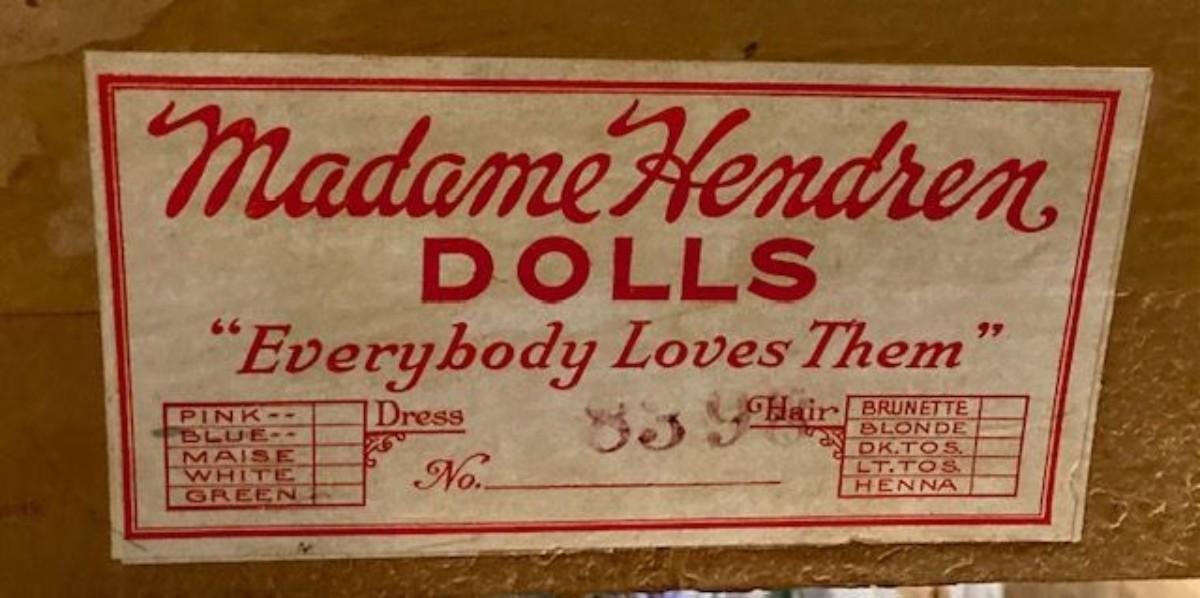 Madame Hendren
DOLLS
"Everybody Loves Them"
PINK--
BLUE--
MAISE
WHITE
GREEN
Dress
No.
Hair
BRUNETTE
BLONDE
DK.TOS.
LT.TOS.
HENNA